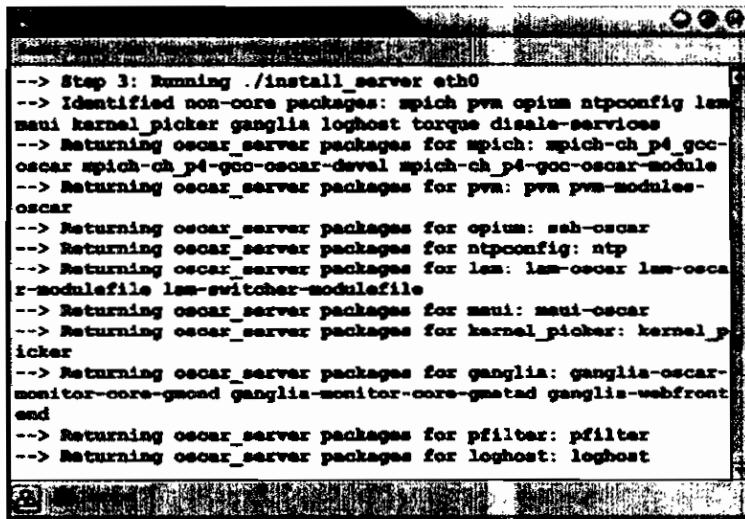 --> Step 3: Running ./install_server eth0
--> Identified non-core packages: mpich pvm opium ntpconfig lam
maui kernel_picker ganglia loghost torque disale-services
--> Returning oscar_server packages for mpich: mpich-ch_p4_gcc-
oscar mpich-ch_p4-gcc-oscar-devel mpich-ch_p4-gcc-oscar-module
--> Returning oscar_server packages for pvm: pvm pvm-modules-
oscar
--> Returning oscar_server packages for opium: ssh-oscar
--> Returning oscar_server packages for ntpconfig: ntp
--> Returning oscar_server packages for lam: lam-oscar lam-osca
r-modulefile lam-switcher-modulefile
--> Returning oscar_server packages for maui: maui-oscar
--> Returning oscar_server packages for kernel_picker: kernel_p
icker
--> Returning oscar_server packages for ganglia: ganglia-oscar-
monitor-core-gmond ganglia-monitor-core-gmetad ganglia-webfront
end
--> Returning oscar_server packages for pfilter: pfilter
--> Returning oscar_server packages for loghost: loghost